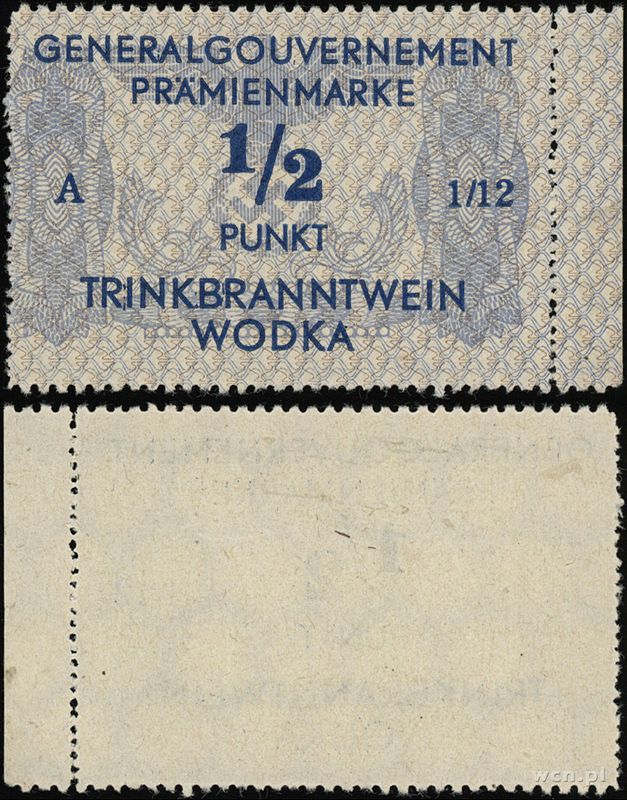 GENERALGOUVERNEMENT
PRÄMIENMARKE
1/2
A 1/12
PUNKT
TRINKBRANNTWEIN
WODKA
wcn.pl